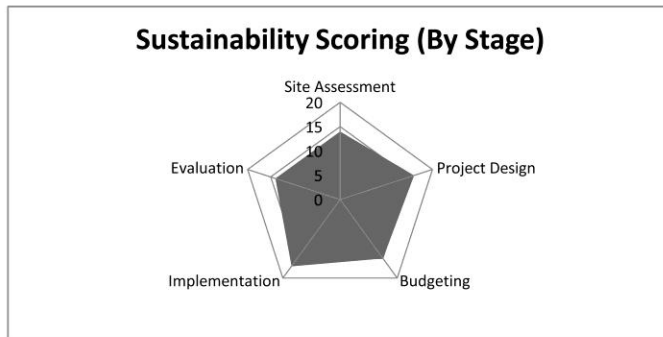 Sustainability Scoring (By Stage)
Site Assessment
20
15
10
5
0
Evaluation
Project Design
Implementation
Budgeting